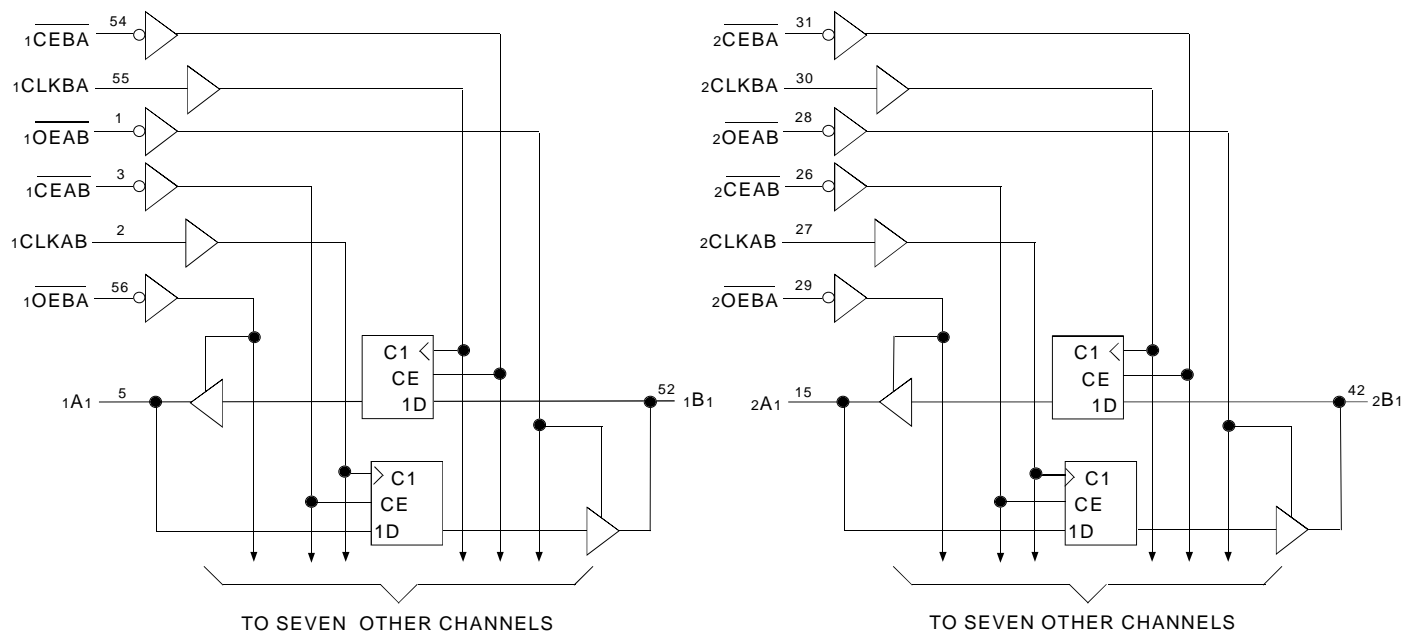 1CEBA 54
1CLKBA 55
1OEAB 1
1CEAB 3
1CLKAB 2
1OEBA 56
C1
CE
1D
1A1 5
52 1B1
C1
CE
1D
TO SEVEN OTHER CHANNELS
2CEBA 31
2CLKBA 30
2OEAB 28
2CEAB 26
2CLKAB 27
2OEBA 29
C1
CE
1D
2A1 15
42 2B1
C1
CE
1D
TO SEVEN OTHER CHANNELS